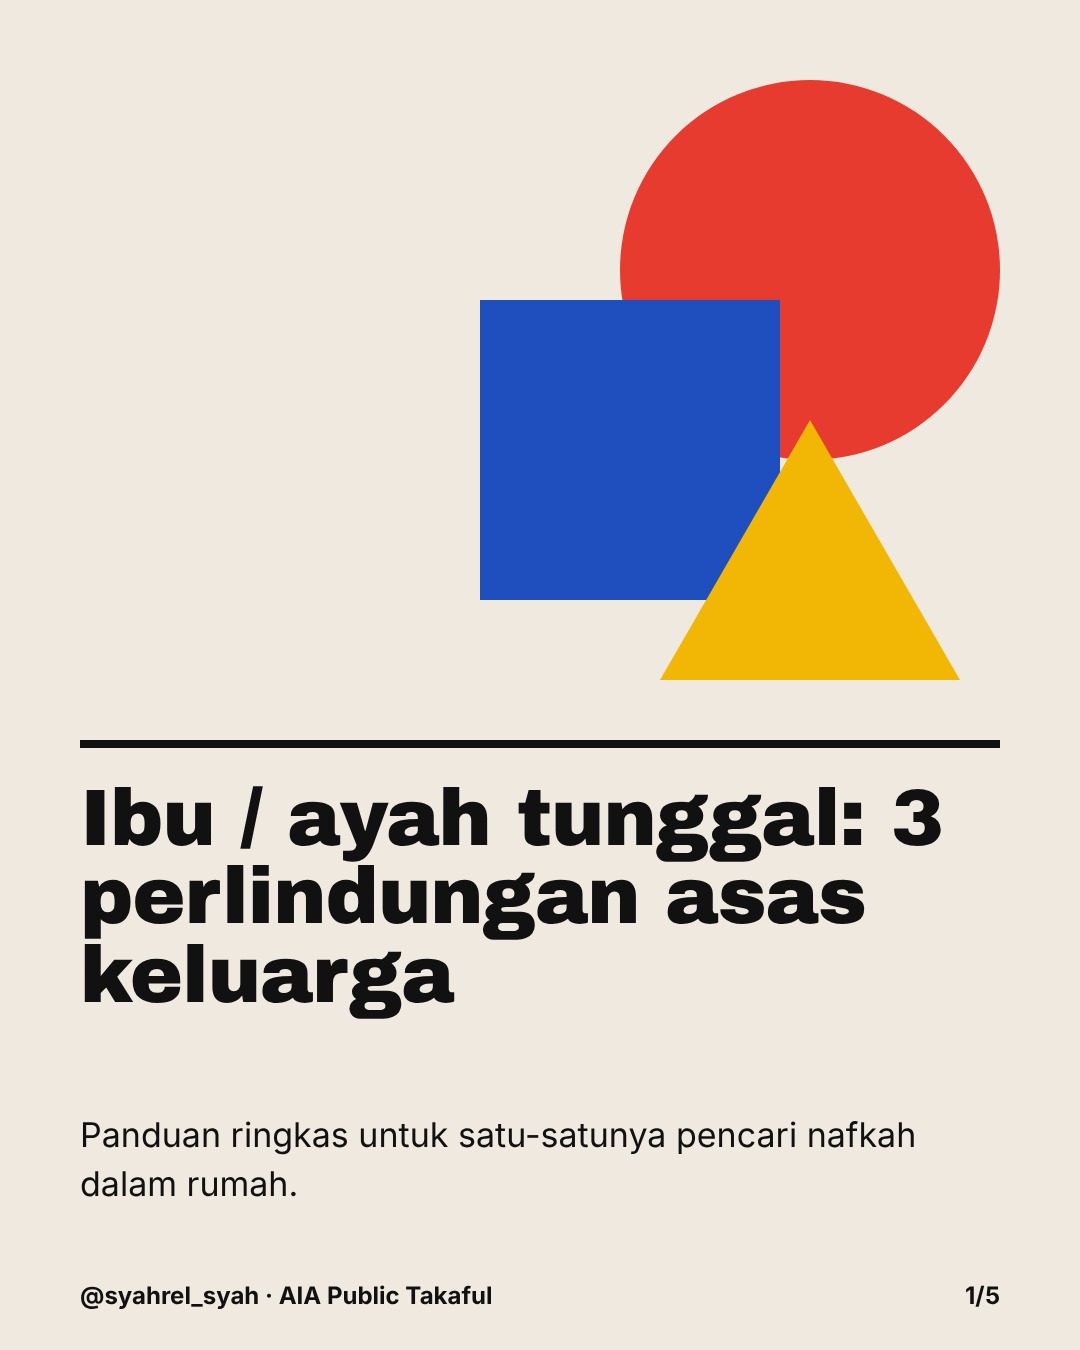 Ibu / ayah tunggal: 3
perlindungan asas
keluarga
Panduan ringkas untuk satu-satunya pencari nafkah
dalam rumah.
@syahrel_syah · AIA Public Takaful
1/5